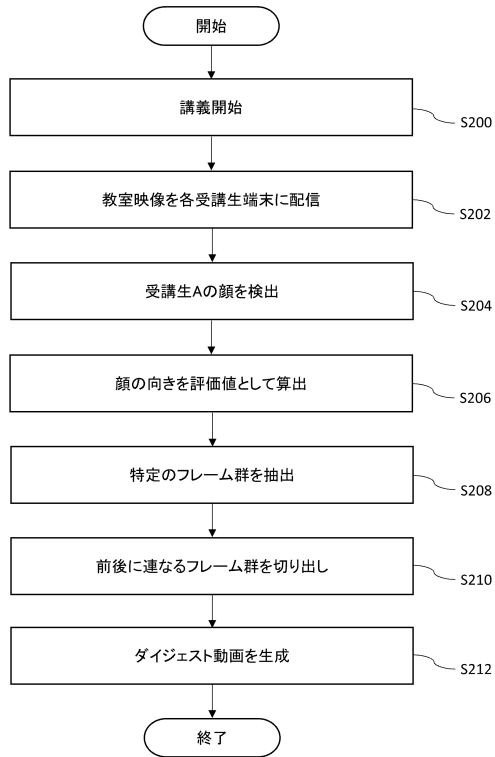 開始
講義開始
S200
教室映像を各受講生端末に配信
S202
受講生Aの顔を検出
S204
顔の向きを評価値として算出
S206
特定のフレーム群を抽出
S208
前後に連なるフレーム群を切り出し
S210
ダイジェスト動画を生成
S212
終了